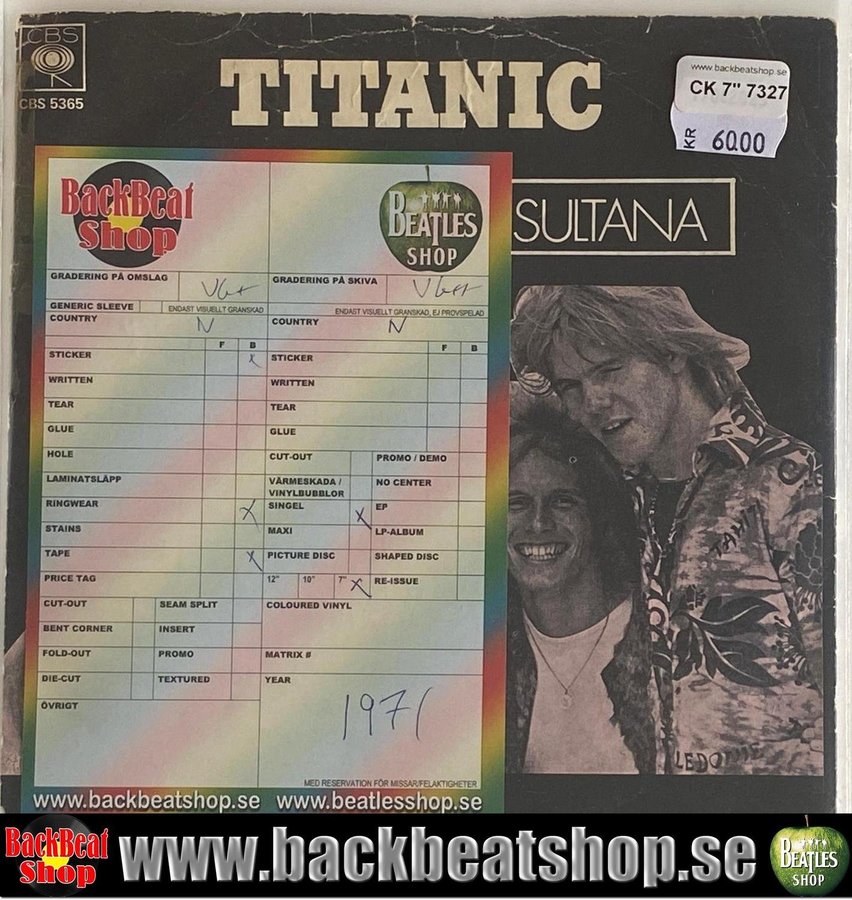 CBS
CBS 5365
TITANIC
www.backbeatshop.se
CK 7" 7327
KR 60.00
SULTANA
BackBeat
Shop
BEATLES
SHOP
GRADERING PÅ OMSLAG
VG+
GRADERING PÅ SKIVA
VG++
GENERIC SLEEVE
ENDAST VISUELLT GRANSKAD
ENDAST VISUELLT GRANSKAD, EJ PROVSPELAD
COUNTRY
N
COUNTRY
N
F B
F B
STICKER
x
STICKER
WRITTEN
WRITTEN
TEAR
TEAR
GLUE
GLUE
HOLE
CUT-OUT
PROMO / DEMO
LAMINATSLÄPP
VÄRMESKADA /
VINYLBUBBLOR
NO CENTER
RINGWEAR
x
SINGEL
x
EP
STAINS
MAXI
LP-ALBUM
TAPE
x
PICTURE DISC
SHAPED DISC
PRICE TAG
12" 10" 7" x
RE-ISSUE
CUT-OUT
SEAM SPLIT
COLOURED VINYL
BENT CORNER
INSERT
FOLD-OUT
PROMO
MATRIX #
DIE-CUT
TEXTURED
YEAR
ÖVRIGT
1971
MED RESERVATION FÖR MISSAR/FELAKTIGHETER
www.backbeatshop.se www.beatlesshop.se
TAHITI
BackBeat
Shop
www.backbeatshop.se
BEATLES
SHOP